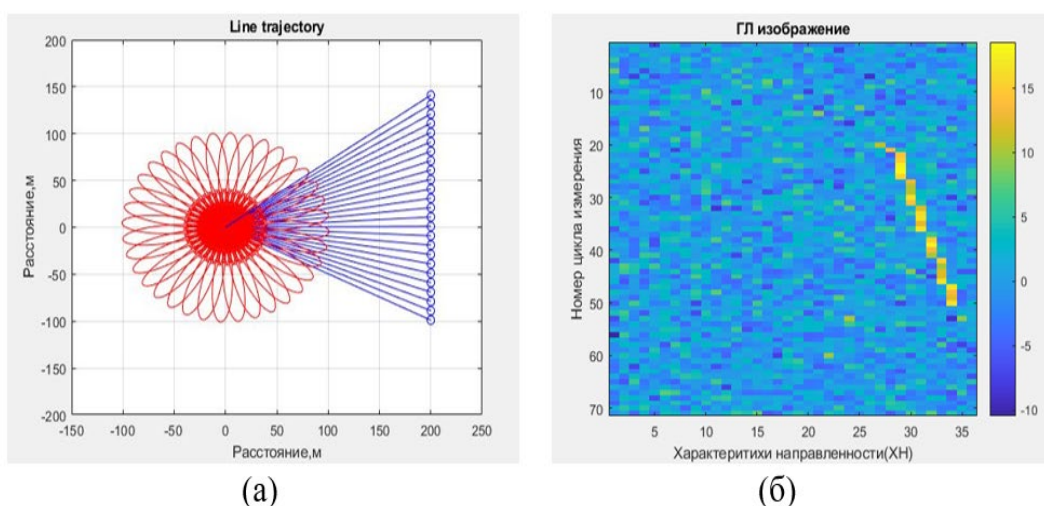 Line trajectory
200
150
100
50
0
-50
-100
-150
-200
-150 -100 -50 0 50 100 150 200 250
Расстояние,м
Расстояние,м
(а)
ГЛ изображение
10
20
30
40
50
60
70
5 10 15 20 25 30 35
Номер цикла измерения
Характеритихи направленности(ХН)
15
10
5
0
-5
-10
(б)